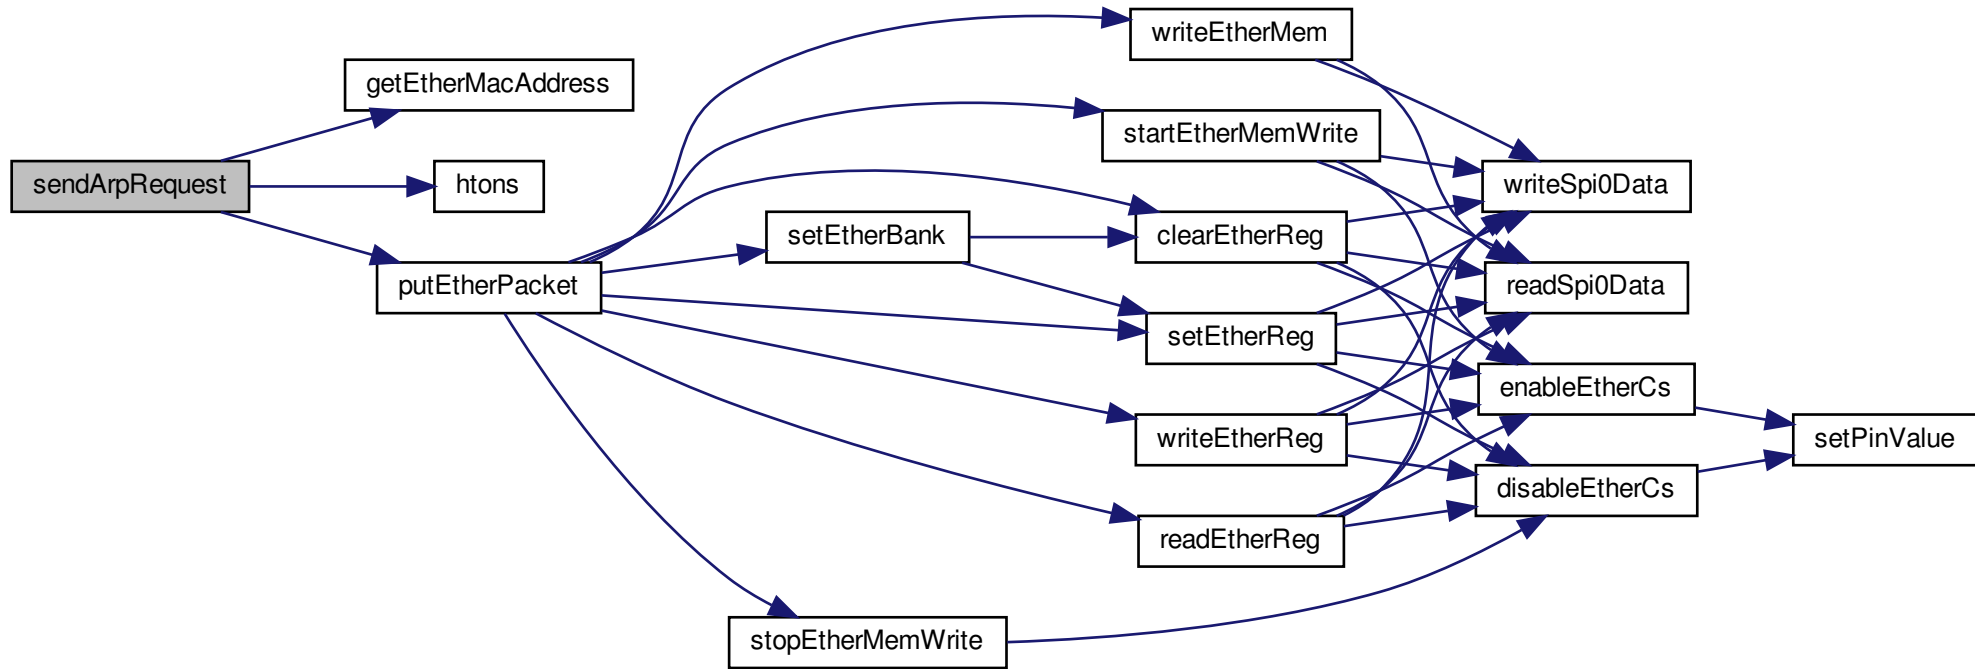 sendArpRequest
getEtherMacAddress
htons
putEtherPacket
setEtherBank
stopEtherMemWrite
writeEtherMem
startEtherMemWrite
clearEtherReg
setEtherReg
writeEtherReg
readEtherReg
writeSpi0Data
readSpi0Data
enableEtherCs
disableEtherCs
setPinValue